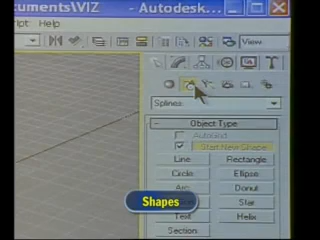 cuments\VIZ - Autodesk...
ript Help
View
Splines
Object Type
AutoGrid
Start New Shape
Line Rectangle
Circle Ellipse
Arc Donut
Star
Shapes
Text Helix
Section